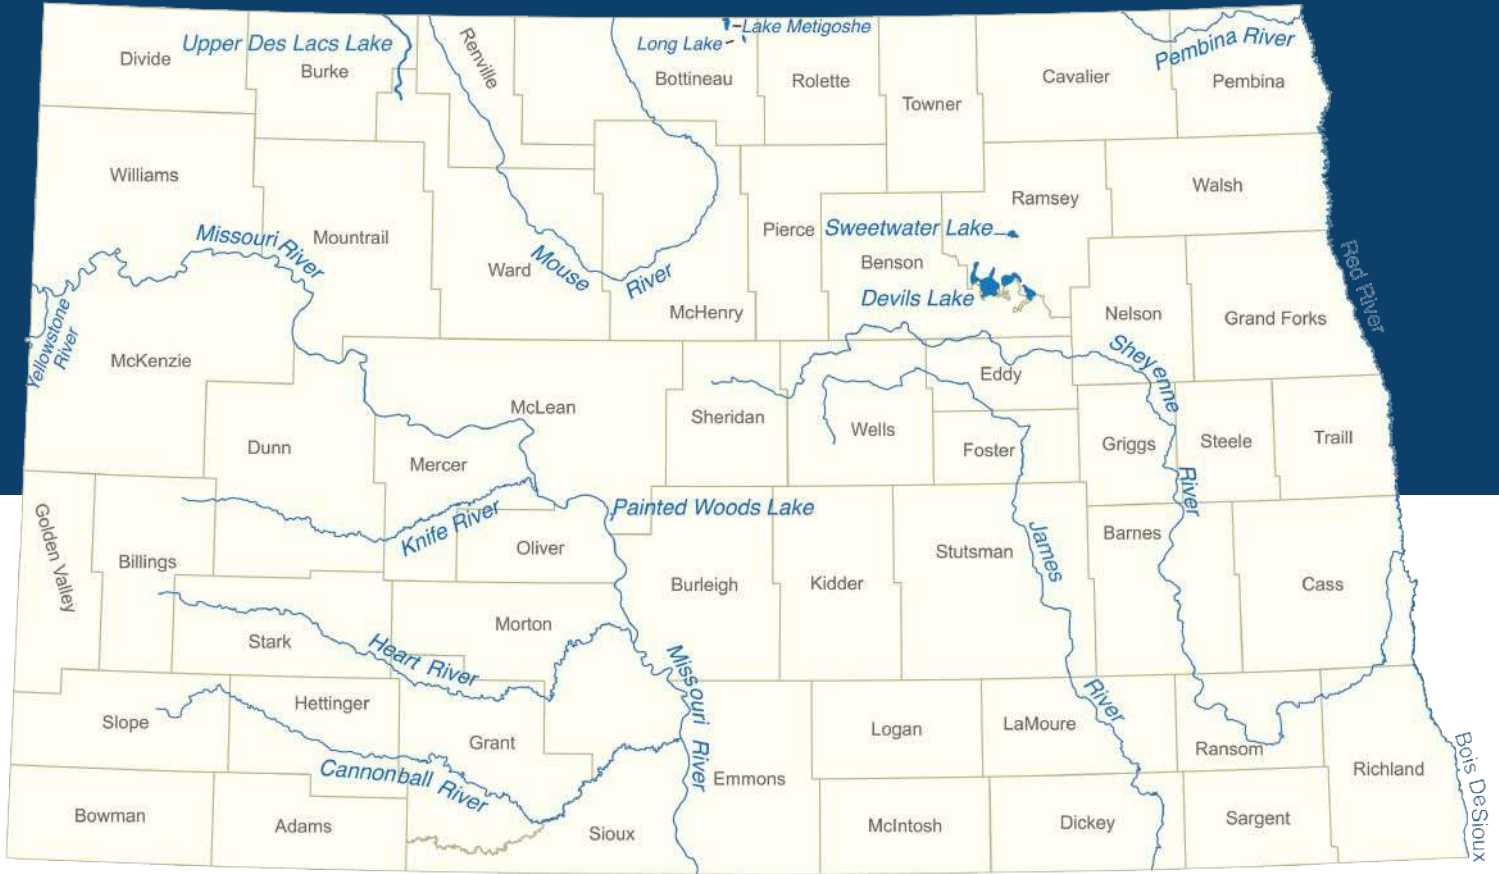 Divide
Upper Des Lacs Lake
Burke
Renville
Lake Metigoshe
Long Lake
Bottineau
Rolette
Towner
Cavalier
Pembina River
Pembina
Williams
Mountrail
Missouri River
Ward
Mouse
River
McHenry
Pierce
Sweetwater Lake
Benson
Devils Lake
Ramsey
Walsh
Nelson
Grand Forks
Red River
Yellowstone
River
McKenzie
Dunn
McLean
Mercer
Sheridan
Wells
Eddy
Foster
Sheyenne
River
Griggs
Steele
Traill
Golden Valley
Billings
Knife River
Oliver
Painted Woods Lake
Burleigh
Kidder
Stutsman
James
River
Barnes
Cass
Stark
Heart River
Morton
Missouri
River
Slope
Hettinger
Grant
Cannonball River
Bowman
Adams
Sioux
Emmons
Logan
LaMoure
Ransom
Richland
McIntosh
Dickey
Sargent
Bois DeSioux